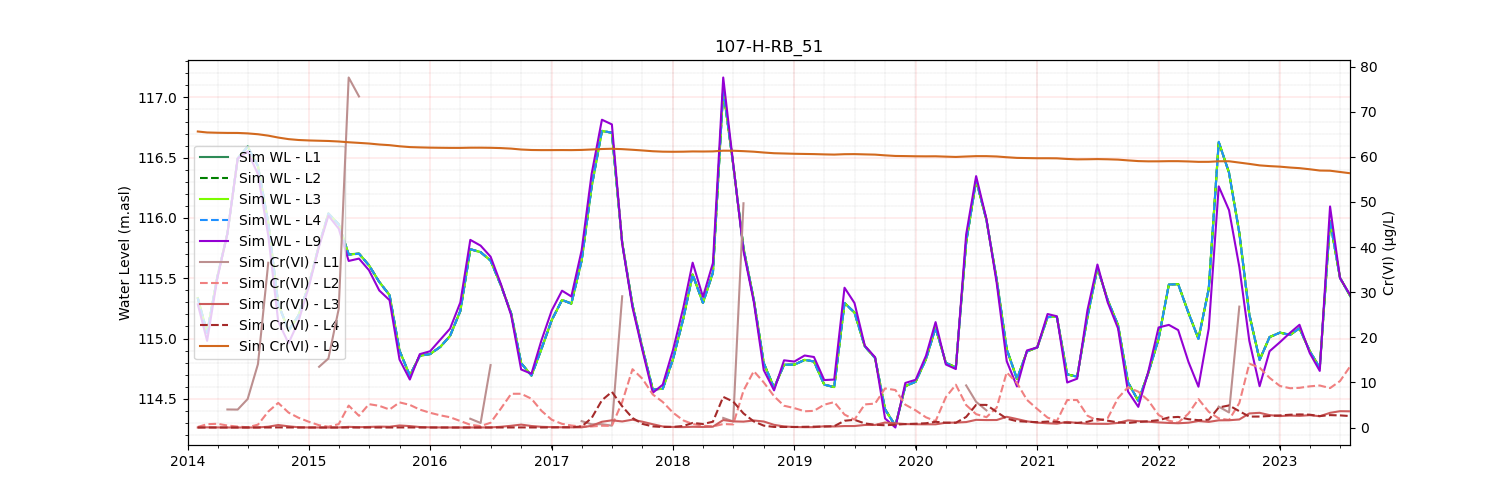 107-H-RB_51
117.0
116.5
116.0
115.5
115.0
114.5
Water Level (m.asl)
80
70
60
50
40
30
20
10
0
Cr(VI) (µg/L)
Sim WL - L1
Sim WL - L2
Sim WL - L3
Sim WL - L4
Sim WL - L9
Sim Cr(VI) - L1
Sim Cr(VI) - L2
Sim Cr(VI) - L3
Sim Cr(VI) - L4
Sim Cr(VI) - L9
2014 2015 2016 2017 2018 2019 2020 2021 2022 2023